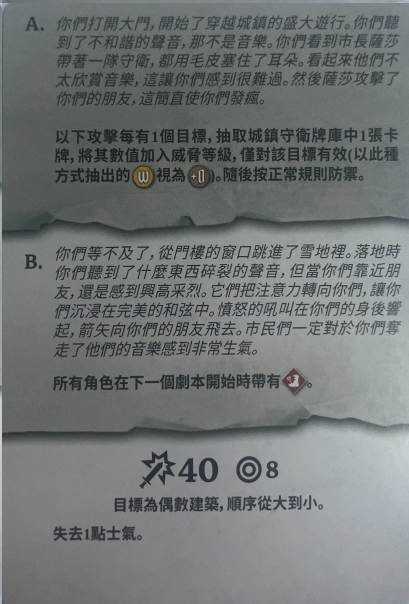 A. 你們打開大門，開始了穿越城鎮的盛大遊行。你們聽
到了不和諧的聲音，那不是音樂。你們看到市長薩莎
帶著一隊守衛，都用毛皮塞住了耳朵。看起來他們不
太欣賞音樂，這讓你們感到很難過。然後薩莎攻擊了
你們的朋友，這簡直使你們發瘋。
以下攻擊每有1個目標，抽取城鎮守衛牌庫中1張卡
牌，將其數值加入威脅等級，僅對該目標有效(以此種
方式抽出的 W 視為 +0)。隨後按正常規則防禦。
B. 你們等不及了，從門樓的窗口跳進了雪地裡。落地時
你們聽到了什麼東西碎裂的聲音，但當你們靠近朋
友，還是感到興高采烈。它們把注意力轉向你們，讓你
們沉浸在完美的和弦中。憤怒的吼叫在你們的身後響
起，箭矢向你們的朋友飛去。市民們一定對於你們奪
走了他們的音樂感到非常生氣。
所有角色在下一個劇本開始時帶有。
40 8
目標為偶數建築，順序從大到小。
失去1點士氣。